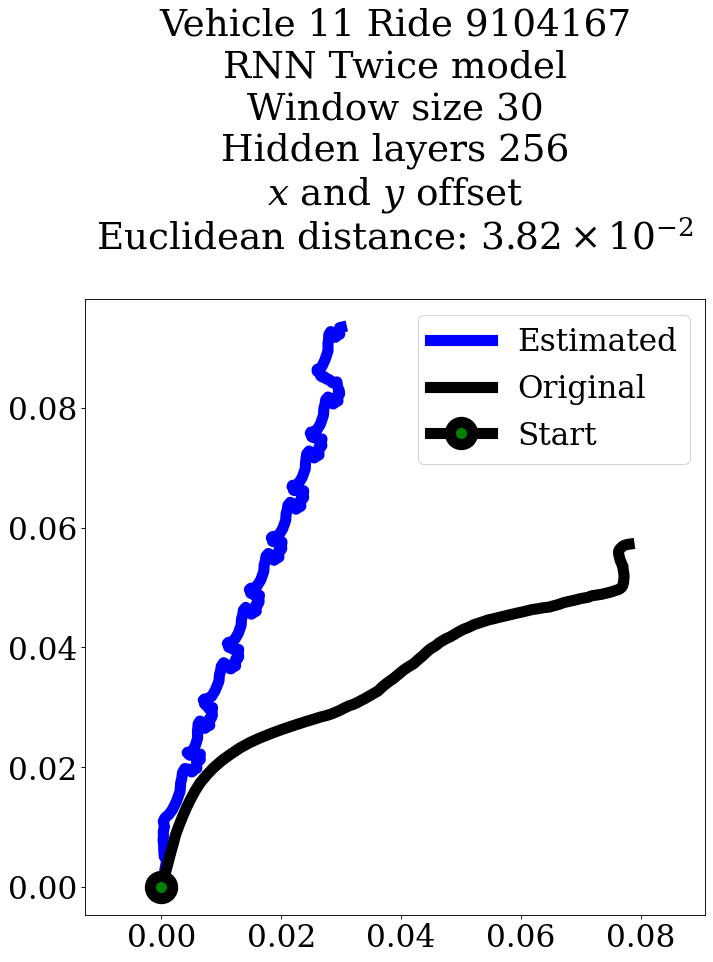 Vehicle 11 Ride 9104167
RNN Twice model
Window size 30
Hidden layers 256
x and y offset
Euclidean distance: 3.82 × 10⁻²
Estimated
Original
Start
0.08
0.06
0.04
0.02
0.00
0.00 0.02 0.04 0.06 0.08